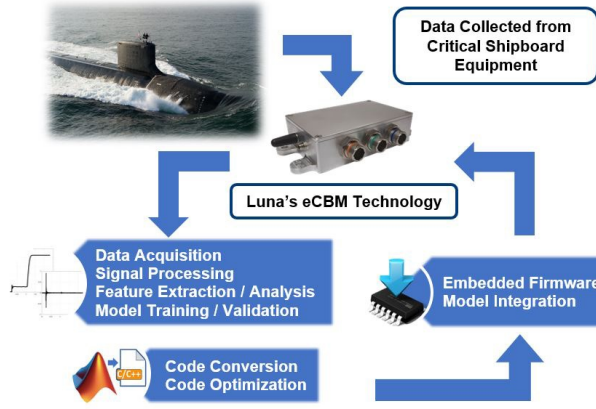 Data Collected from
Critical Shipboard
Equipment
Luna's eCBM Technology
Data Acquisition
Signal Processing
Feature Extraction / Analysis
Model Training / Validation
Embedded Firmware
Model Integration
C/C++
Code Conversion
Code Optimization